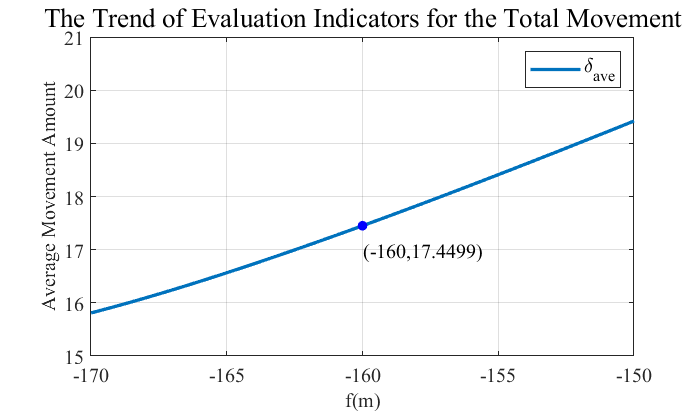 The Trend of Evaluation Indicators for the Total Movement
21
20
19
18
17
16
15
Average Movement Amount
δave
(-160,17.4499)
-170 -165 -160 -155 -150
f(m)